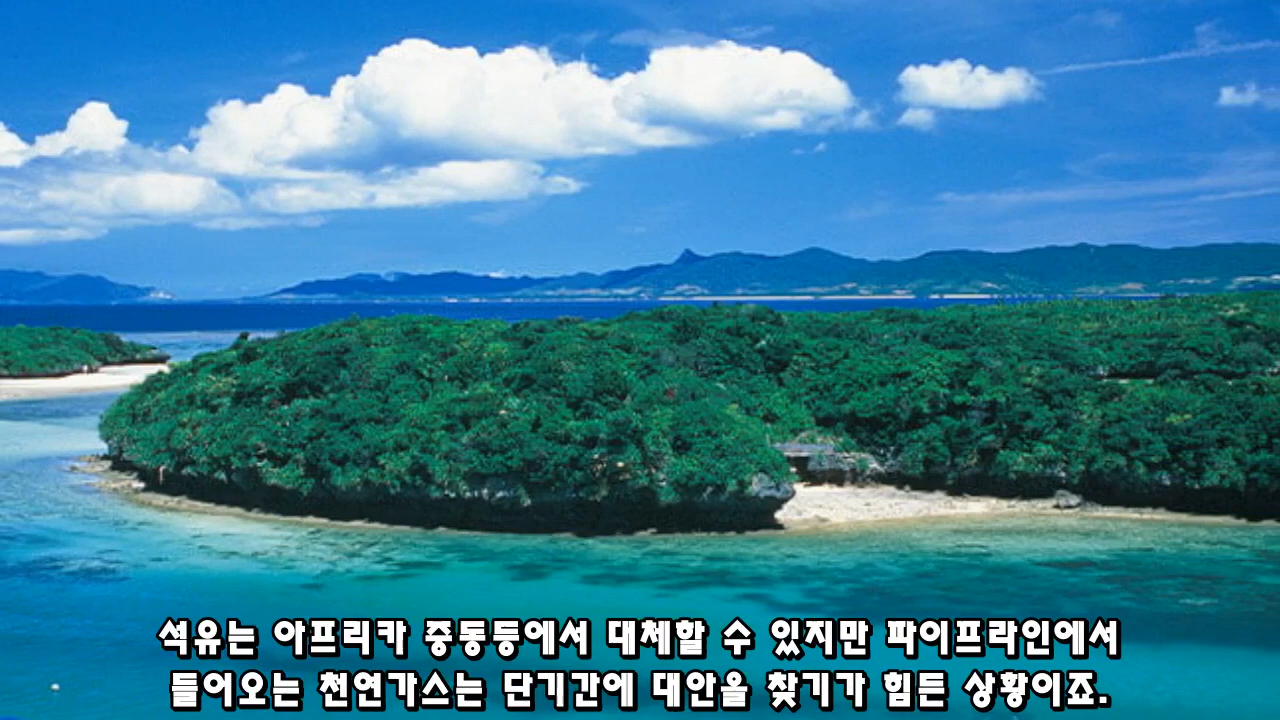 석유는 아프리카 중동등에서 대체할 수 있지만 파이프라인에서
들어오는 천연가스는 단기간에 대안을 찾기가 힘든 상황이죠.